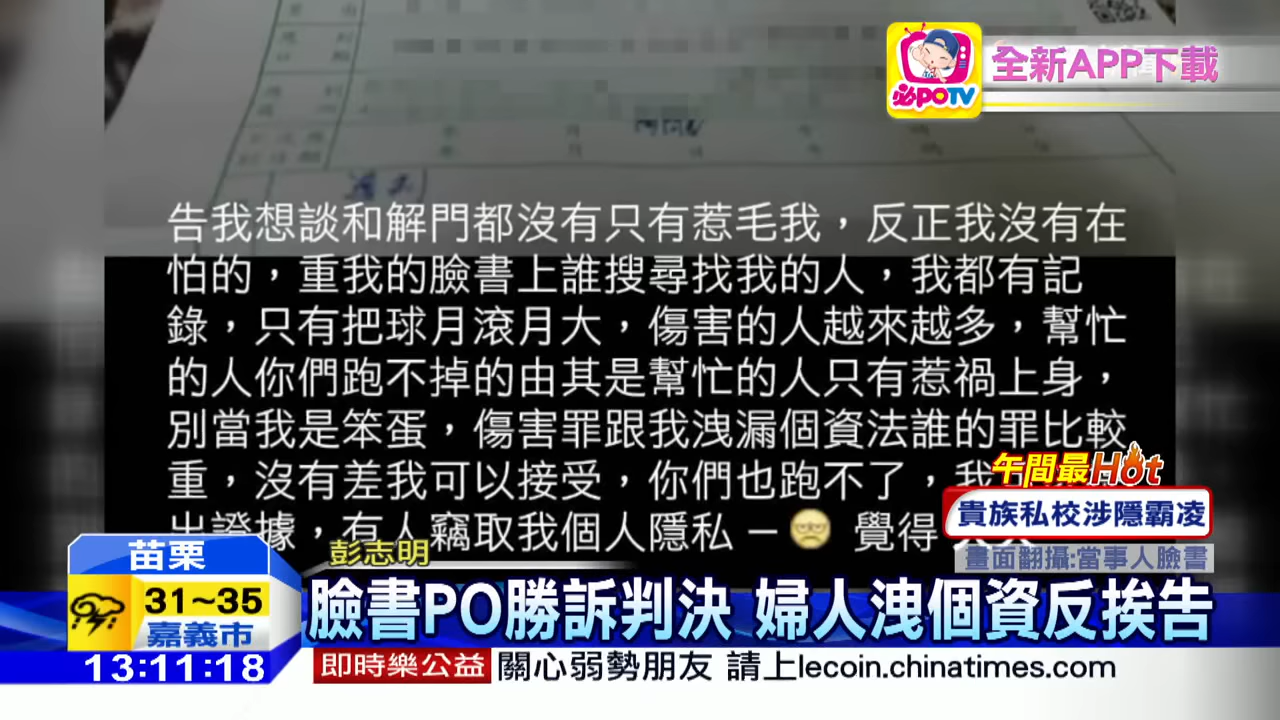 必POTV
全新APP下載
告我想談和解門都沒有只有惹毛我，反正我沒有在
怕的，重我的臉書上誰搜尋找我的人，我都有記
錄，只有把球月滾月大，傷害的人越來越多，幫忙
的人你們跑不掉的由其是幫忙的人只有惹禍上身，
別當我是笨蛋，傷害罪跟我洩漏個資法誰的罪比較
重，沒有差我可以接受，你們也跑不了，我
出證據，有人竊取我個人隱私 – 覺得
午間最Hot
貴族私校涉隱霸凌
畫面翻攝:當事人臉書
苗栗
彭志明
31~35
嘉義市
13:11:18
臉書PO勝訴判決 婦人洩個資反挨告
即時樂公益 關心弱勢朋友 請上lecoin.chinatimes.com